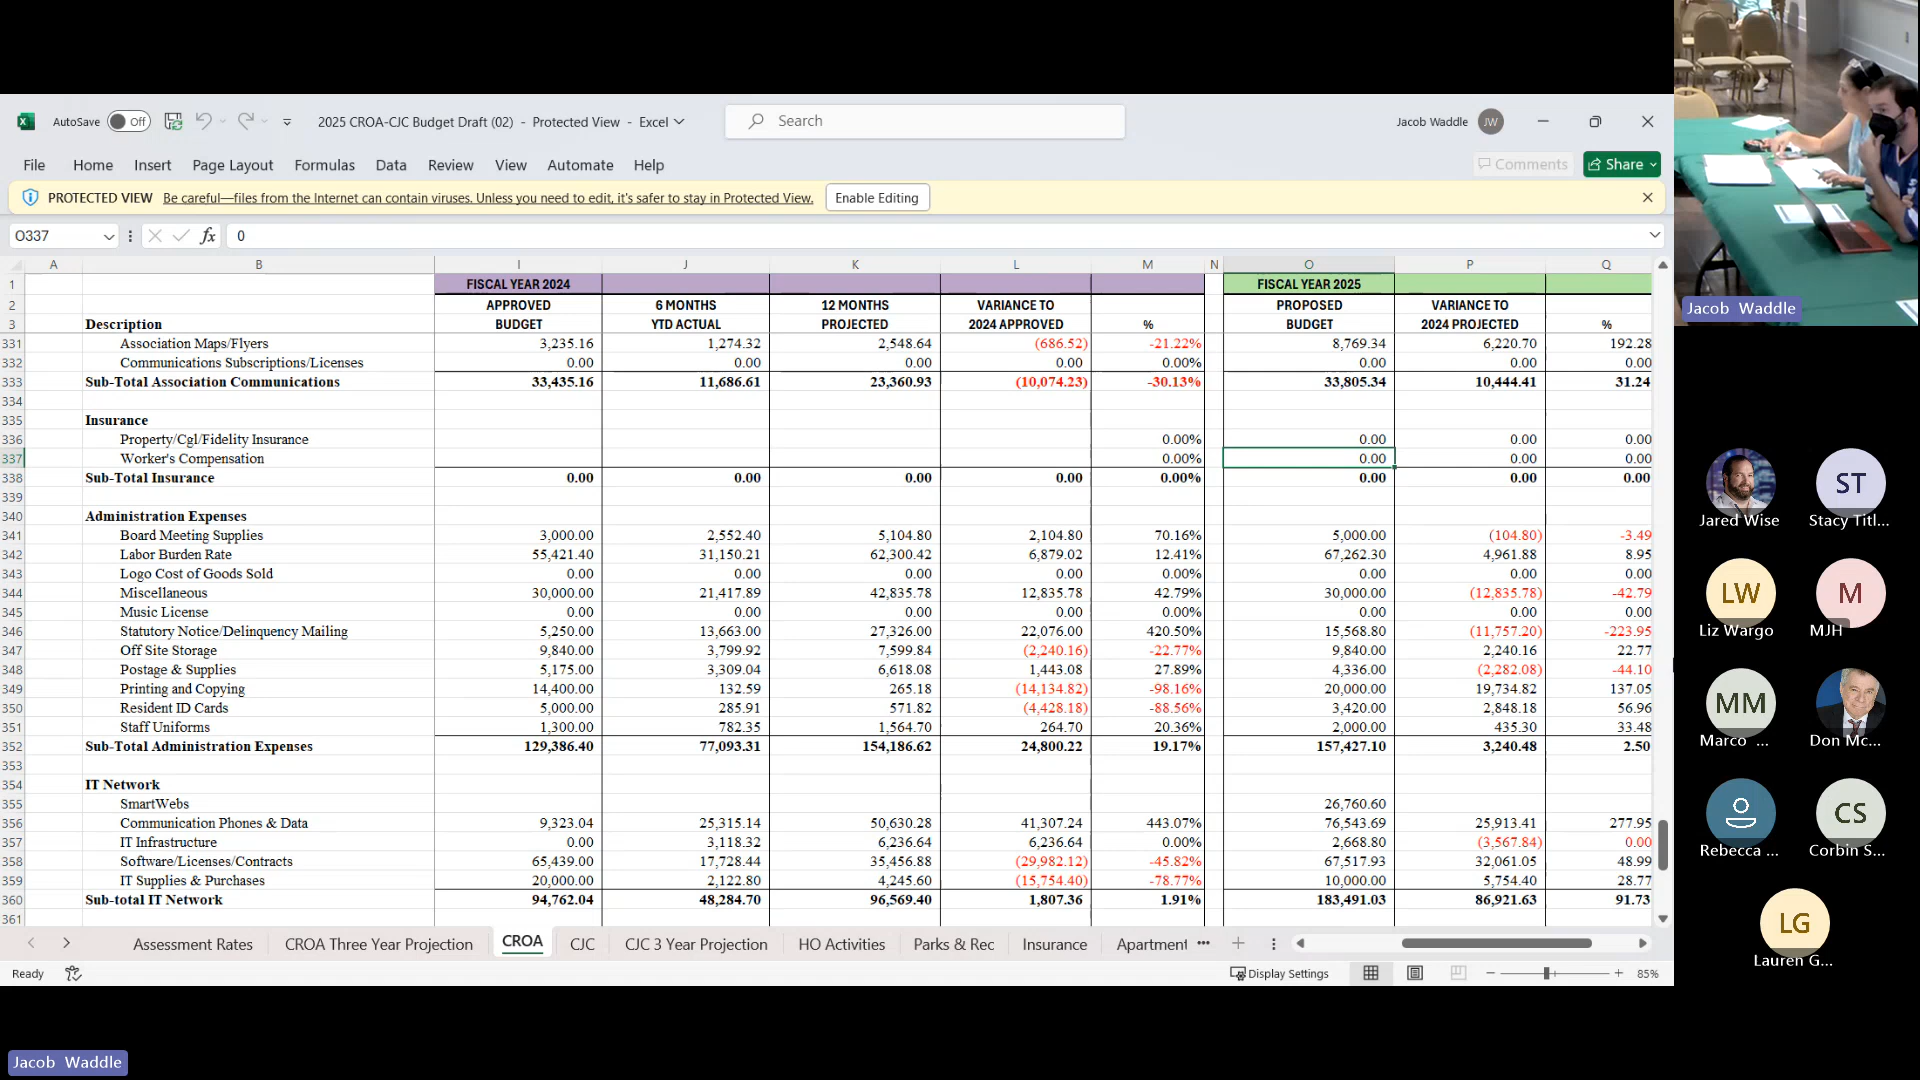 AutoSave Off 2025 CROA-CJC Budget Draft (02) - Protected View - Excel Search Jacob Waddle JW
File Home Insert Page Layout Formulas Data Review View Automate Help Comments Share
PROTECTED VIEW Be careful—files from the Internet can contain viruses. Unless you need to edit, it's safer to stay in Protected View. Enable Editing
O337 fx 0
A B I J K L M N O P Q
1 FISCAL YEAR 2024 FISCAL YEAR 2025
2 APPROVED 6 MONTHS 12 MONTHS VARIANCE TO PROPOSED VARIANCE TO
3 Description BUDGET YTD ACTUAL PROJECTED 2024 APPROVED % BUDGET 2024 PROJECTED %
331 Association Maps/Flyers 3,235.16 1,274.32 2,548.64 (686.52) -21.22% 8,769.34 6,220.70 192.28
332 Communications Subscriptions/Licenses 0.00 0.00 0.00 0.00 0.00% 0.00 0.00 0.00
333 Sub-Total Association Communications 33,435.16 11,686.61 23,360.93 (10,074.23) -30.13% 33,805.34 10,444.41 31.24
334
335 Insurance
336 Property/Cgl/Fidelity Insurance 0.00% 0.00 0.00 0.00
337 Worker's Compensation 0.00% 0.00 0.00 0.00
338 Sub-Total Insurance 0.00 0.00 0.00 0.00 0.00% 0.00 0.00 0.00
339
340 Administration Expenses
341 Board Meeting Supplies 3,000.00 2,552.40 5,104.80 2,104.80 70.16% 5,000.00 (104.80) -3.49
342 Labor Burden Rate 55,421.40 31,150.21 62,300.42 6,879.02 12.41% 67,262.30 4,961.88 8.95
343 Logo Cost of Goods Sold 0.00 0.00 0.00 0.00 0.00% 0.00 0.00 0.00
344 Miscellaneous 30,000.00 21,417.89 42,835.78 12,835.78 42.79% 30,000.00 (12,835.78) -42.79
345 Music License 0.00 0.00 0.00 0.00 0.00% 0.00 0.00 0.00
346 Statutory Notice/Delinquency Mailing 5,250.00 13,663.00 27,326.00 22,076.00 420.50% 15,568.80 (11,757.20) -223.95
347 Off Site Storage 9,840.00 3,799.92 7,599.84 (2,240.16) -22.77% 9,840.00 2,240.16 22.77
348 Postage & Supplies 5,175.00 3,309.04 6,618.08 1,443.08 27.89% 4,336.00 (2,282.08) -44.10
349 Printing and Copying 14,400.00 132.59 265.18 (14,134.82) -98.16% 20,000.00 19,734.82 137.05
350 Resident ID Cards 5,000.00 285.91 571.82 (4,428.18) -88.56% 3,420.00 2,848.18 56.96
351 Staff Uniforms 1,300.00 782.35 1,564.70 264.70 20.36% 2,000.00 435.30 33.48
352 Sub-Total Administration Expenses 129,386.40 77,093.31 154,186.62 24,800.22 19.17% 157,427.10 3,240.48 2.50
353
354 IT Network
355 SmartWebs 26,760.60
356 Communication Phones & Data 9,323.04 25,315.14 50,630.28 41,307.24 443.07% 76,543.69 25,913.41 277.95
357 IT Infrastructure 0.00 3,118.32 6,236.64 6,236.64 0.00% 2,668.80 (3,567.84) 0.00
358 Software/Licenses/Contracts 65,439.00 17,728.44 35,456.88 (29,982.12) -45.82% 67,517.93 32,061.05 48.99
359 IT Supplies & Purchases 20,000.00 2,122.80 4,245.60 (15,754.40) -78.77% 10,000.00 5,754.40 28.77
360 Sub-total IT Network 94,762.04 48,284.70 96,569.40 1,807.36 1.91% 183,491.03 86,921.63 91.73
361
Assessment Rates CROA Three Year Projection CROA CJC CJC 3 Year Projection HO Activities Parks & Rec Insurance Apartment ...
Ready Display Settings 85%
Jacob Waddle
Jacob Waddle
ST
Jared Wise Stacy Titl...
LW M
Liz Wargo MJH
MM
Marco ... Don Mc...
CS
Rebecca ... Corbin S...
LG
Lauren G...